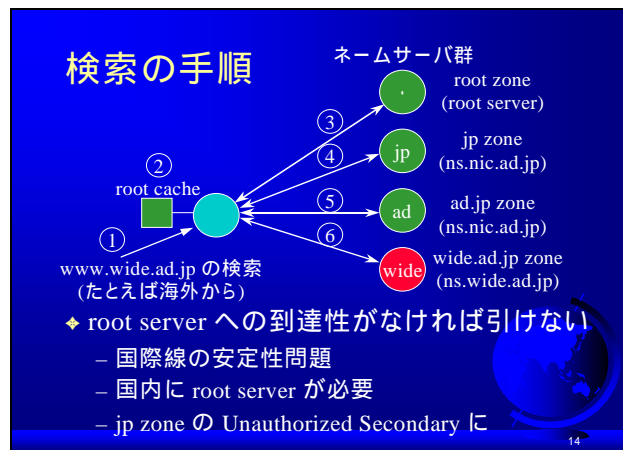 検索の手順
ネームサーバ群
.
root zone
(root server)
③
jp
jp zone
(ns.nic.ad.jp)
④
②
root cache
⑤
ad
ad.jp zone
(ns.nic.ad.jp)
①
⑥
wide
wide.ad.jp zone
(ns.wide.ad.jp)
www.wide.ad.jp の検索
(たとえば海外から)
root server への到達性がなければ引けない
– 国際線の安定性問題
– 国内に root server が必要
– jp zone の Unauthorized Secondary に
14